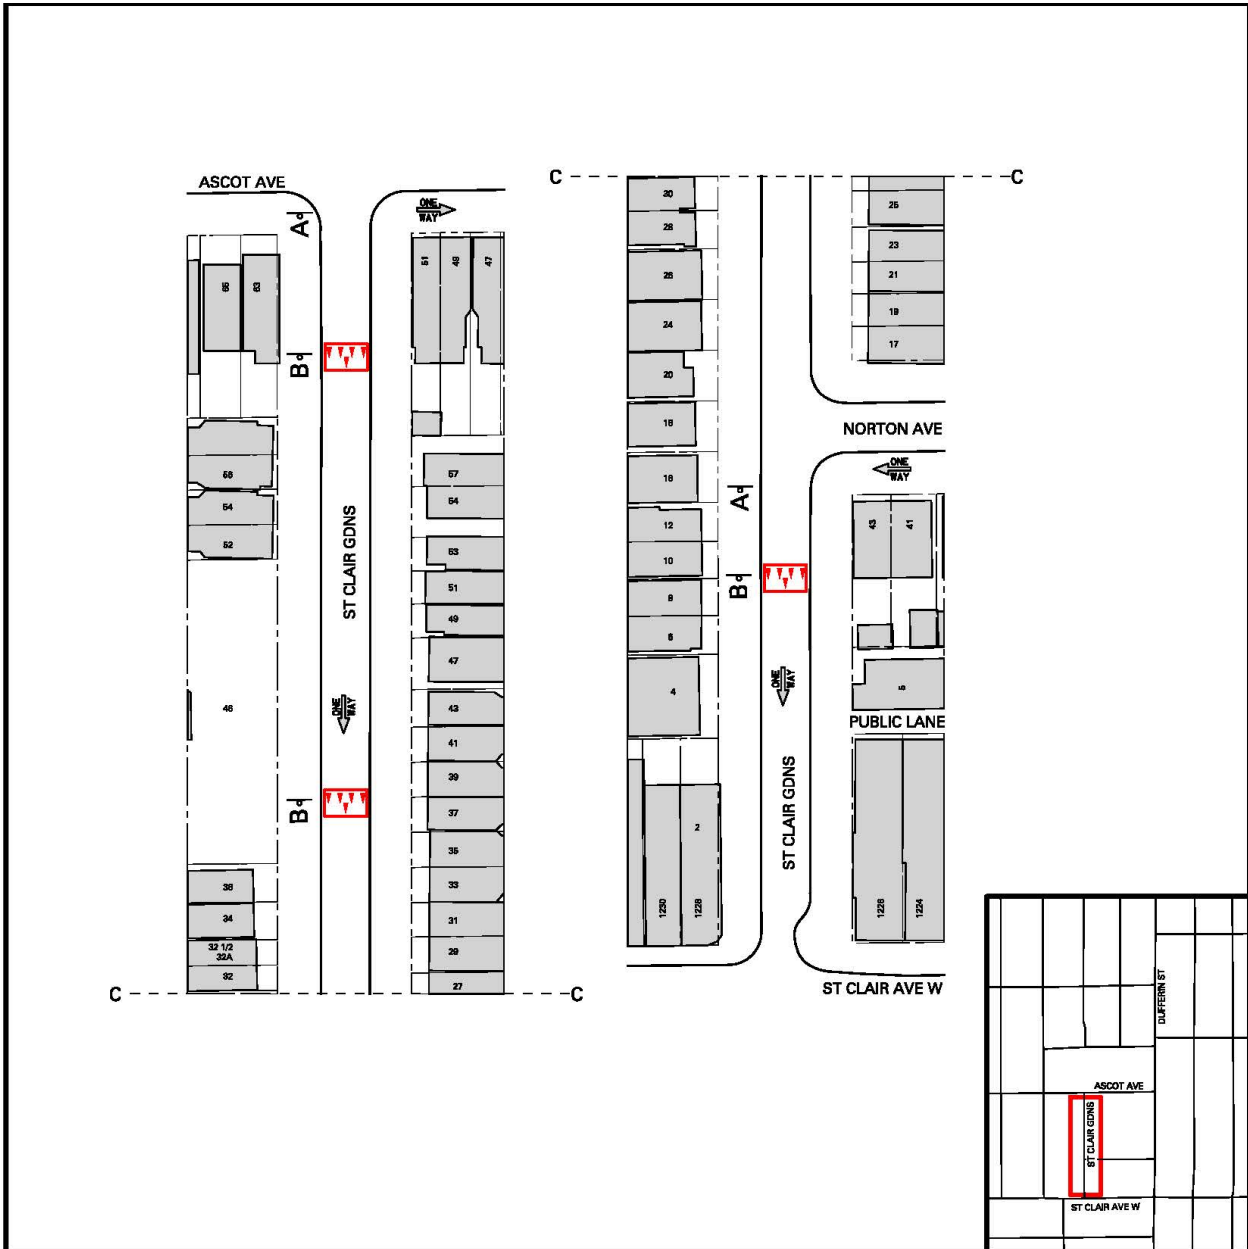 ASCOT AVE
ONE
WAY
A
65
63
B
51
49
47
56
54
52
57
54
53
51
49
47
ST CLAIR GDNS
46
ONE
WAY
43
41
39
37
B
35
33
36
34
31
32 1/2
32A
29
32
27
C
C
C
C
30
28
26
24
20
18
16
12
10
8
6
4
2
1230
1228
A
B
ONE
WAY
ST CLAIR GDNS
25
23
21
19
17
NORTON AVE
ONE
WAY
43
41
PUBLIC LANE
1226
1224
ST CLAIR AVE W
DUFFERIN ST
ASCOT AVE
ST CLAIR GDNS
ST CLAIR AVE W